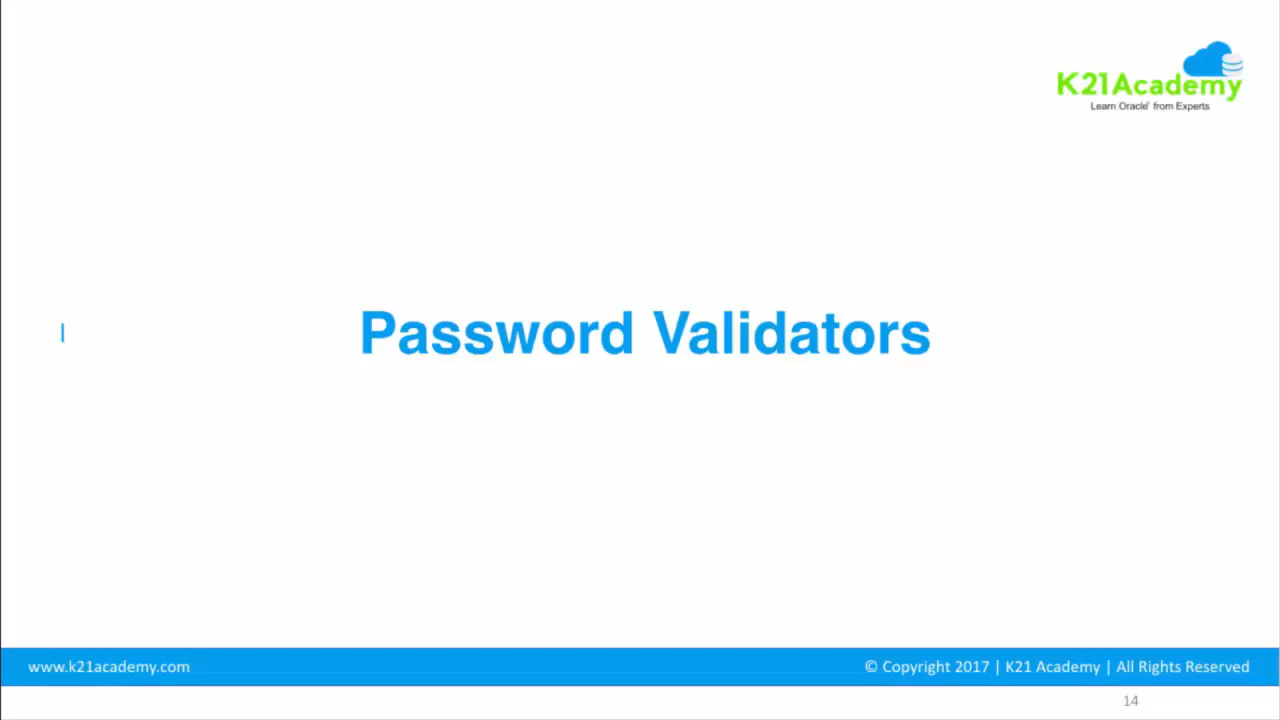 K21Academy
Learn Oracle' from Experts
Password Validators
www.k21academy.com
© Copyright 2017 | K21 Academy | All Rights Reserved
14